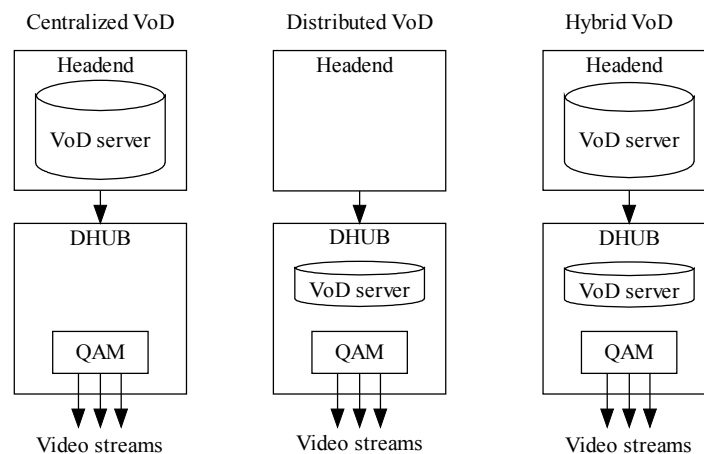 Centralized VoD
Headend
VoD server
DHUB
QAM
Video streams
Distributed VoD
Headend
DHUB
VoD server
QAM
Video streams
Hybrid VoD
Headend
VoD server
DHUB
VoD server
QAM
Video streams